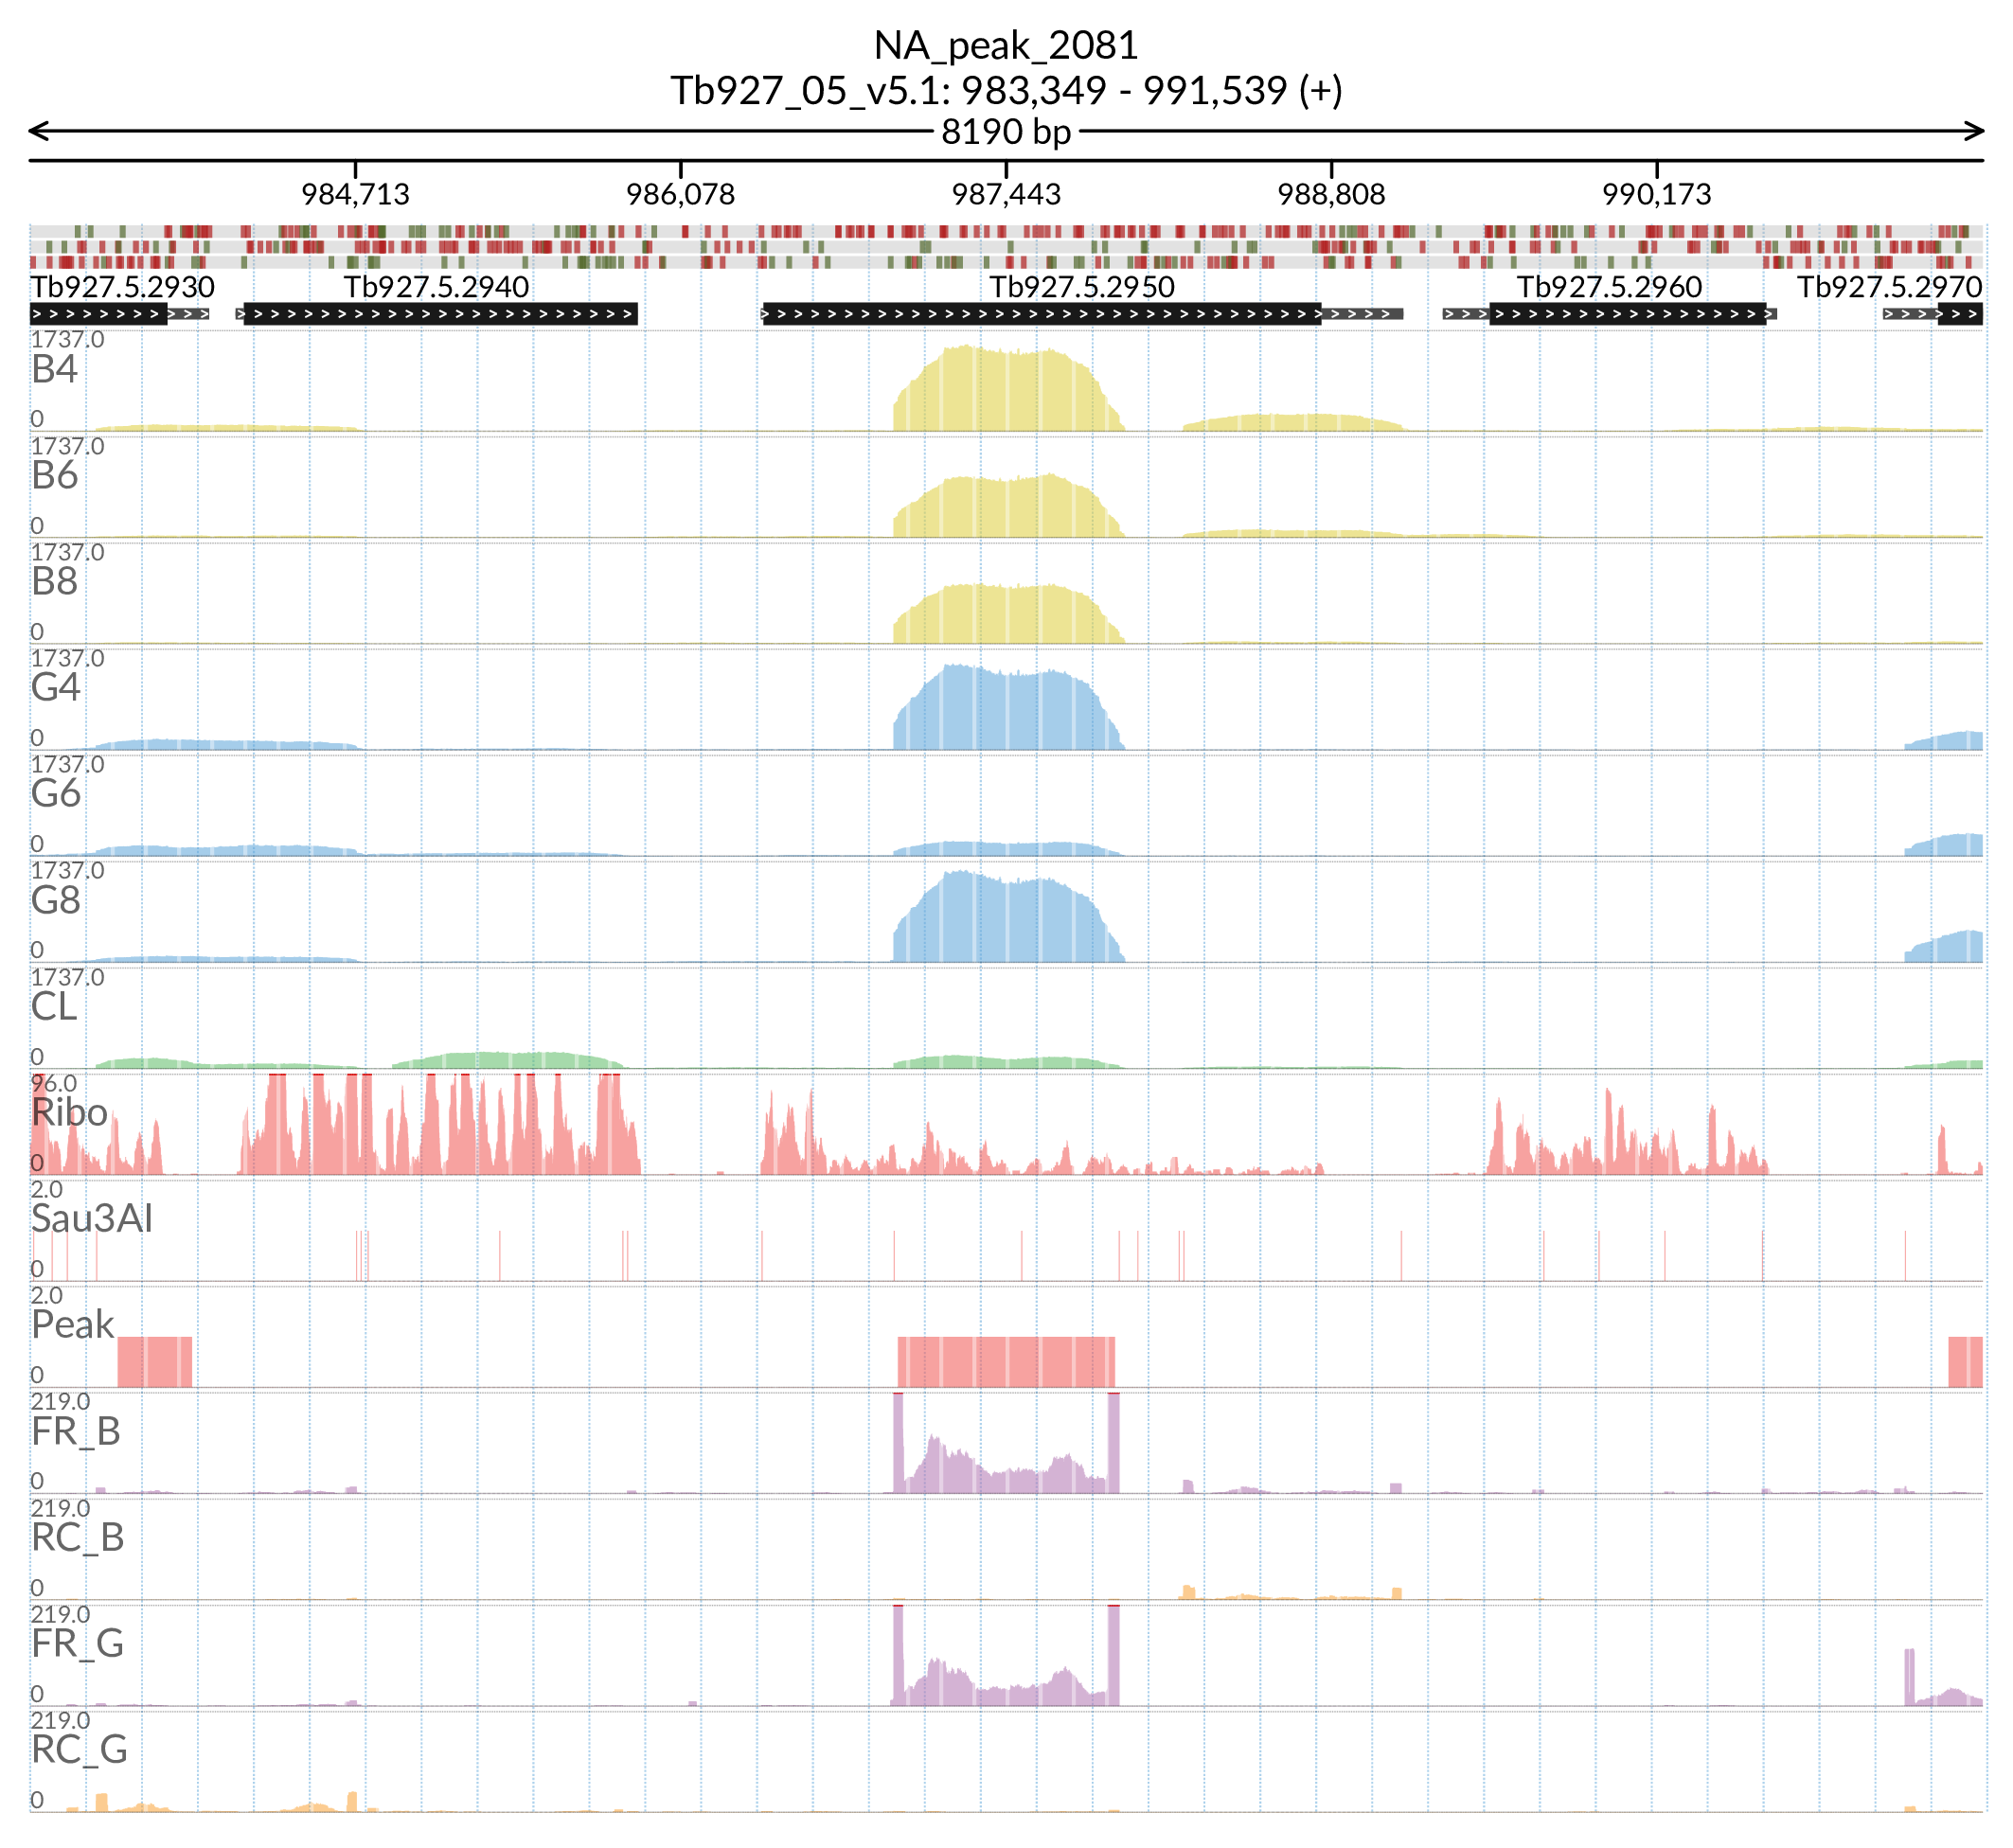 NA_peak_2081
Tb927_05_v5.1: 983,349 - 991,539 (+)
8190 bp
984,713 986,078 987,443 988,808 990,173
Tb927.5.2930 Tb927.5.2940 Tb927.5.2950 Tb927.5.2960 Tb927.5.2970
1737.0
B4
0
1737.0
B6
0
1737.0
B8
0
1737.0
G4
0
1737.0
G6
0
1737.0
G8
0
1737.0
CL
0
96.0
Ribo
0
2.0
Sau3AI
0
2.0
Peak
0
219.0
FR_B
0
219.0
RC_B
0
219.0
FR_G
0
219.0
RC_G
0